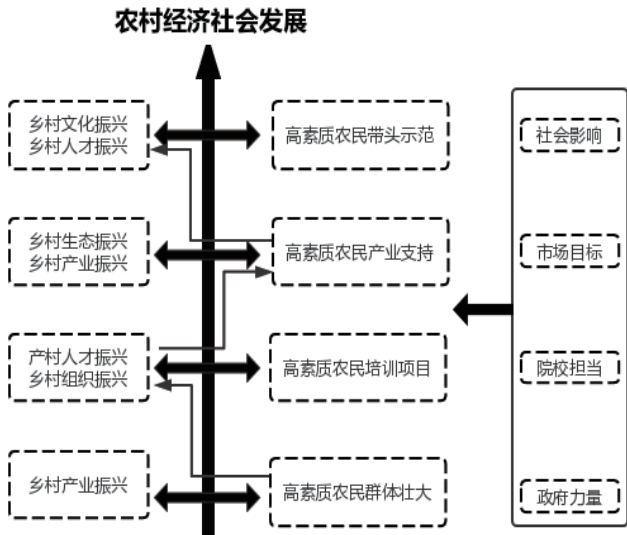 农村经济社会发展
乡村文化振兴
乡村人才振兴
高素质农民带头示范
社会影响
乡村生态振兴
乡村产业振兴
高素质农民产业支持
市场目标
产村人才振兴
乡村组织振兴
高素质农民培训项目
院校担当
乡村产业振兴
高素质农民群体壮大
政府力量